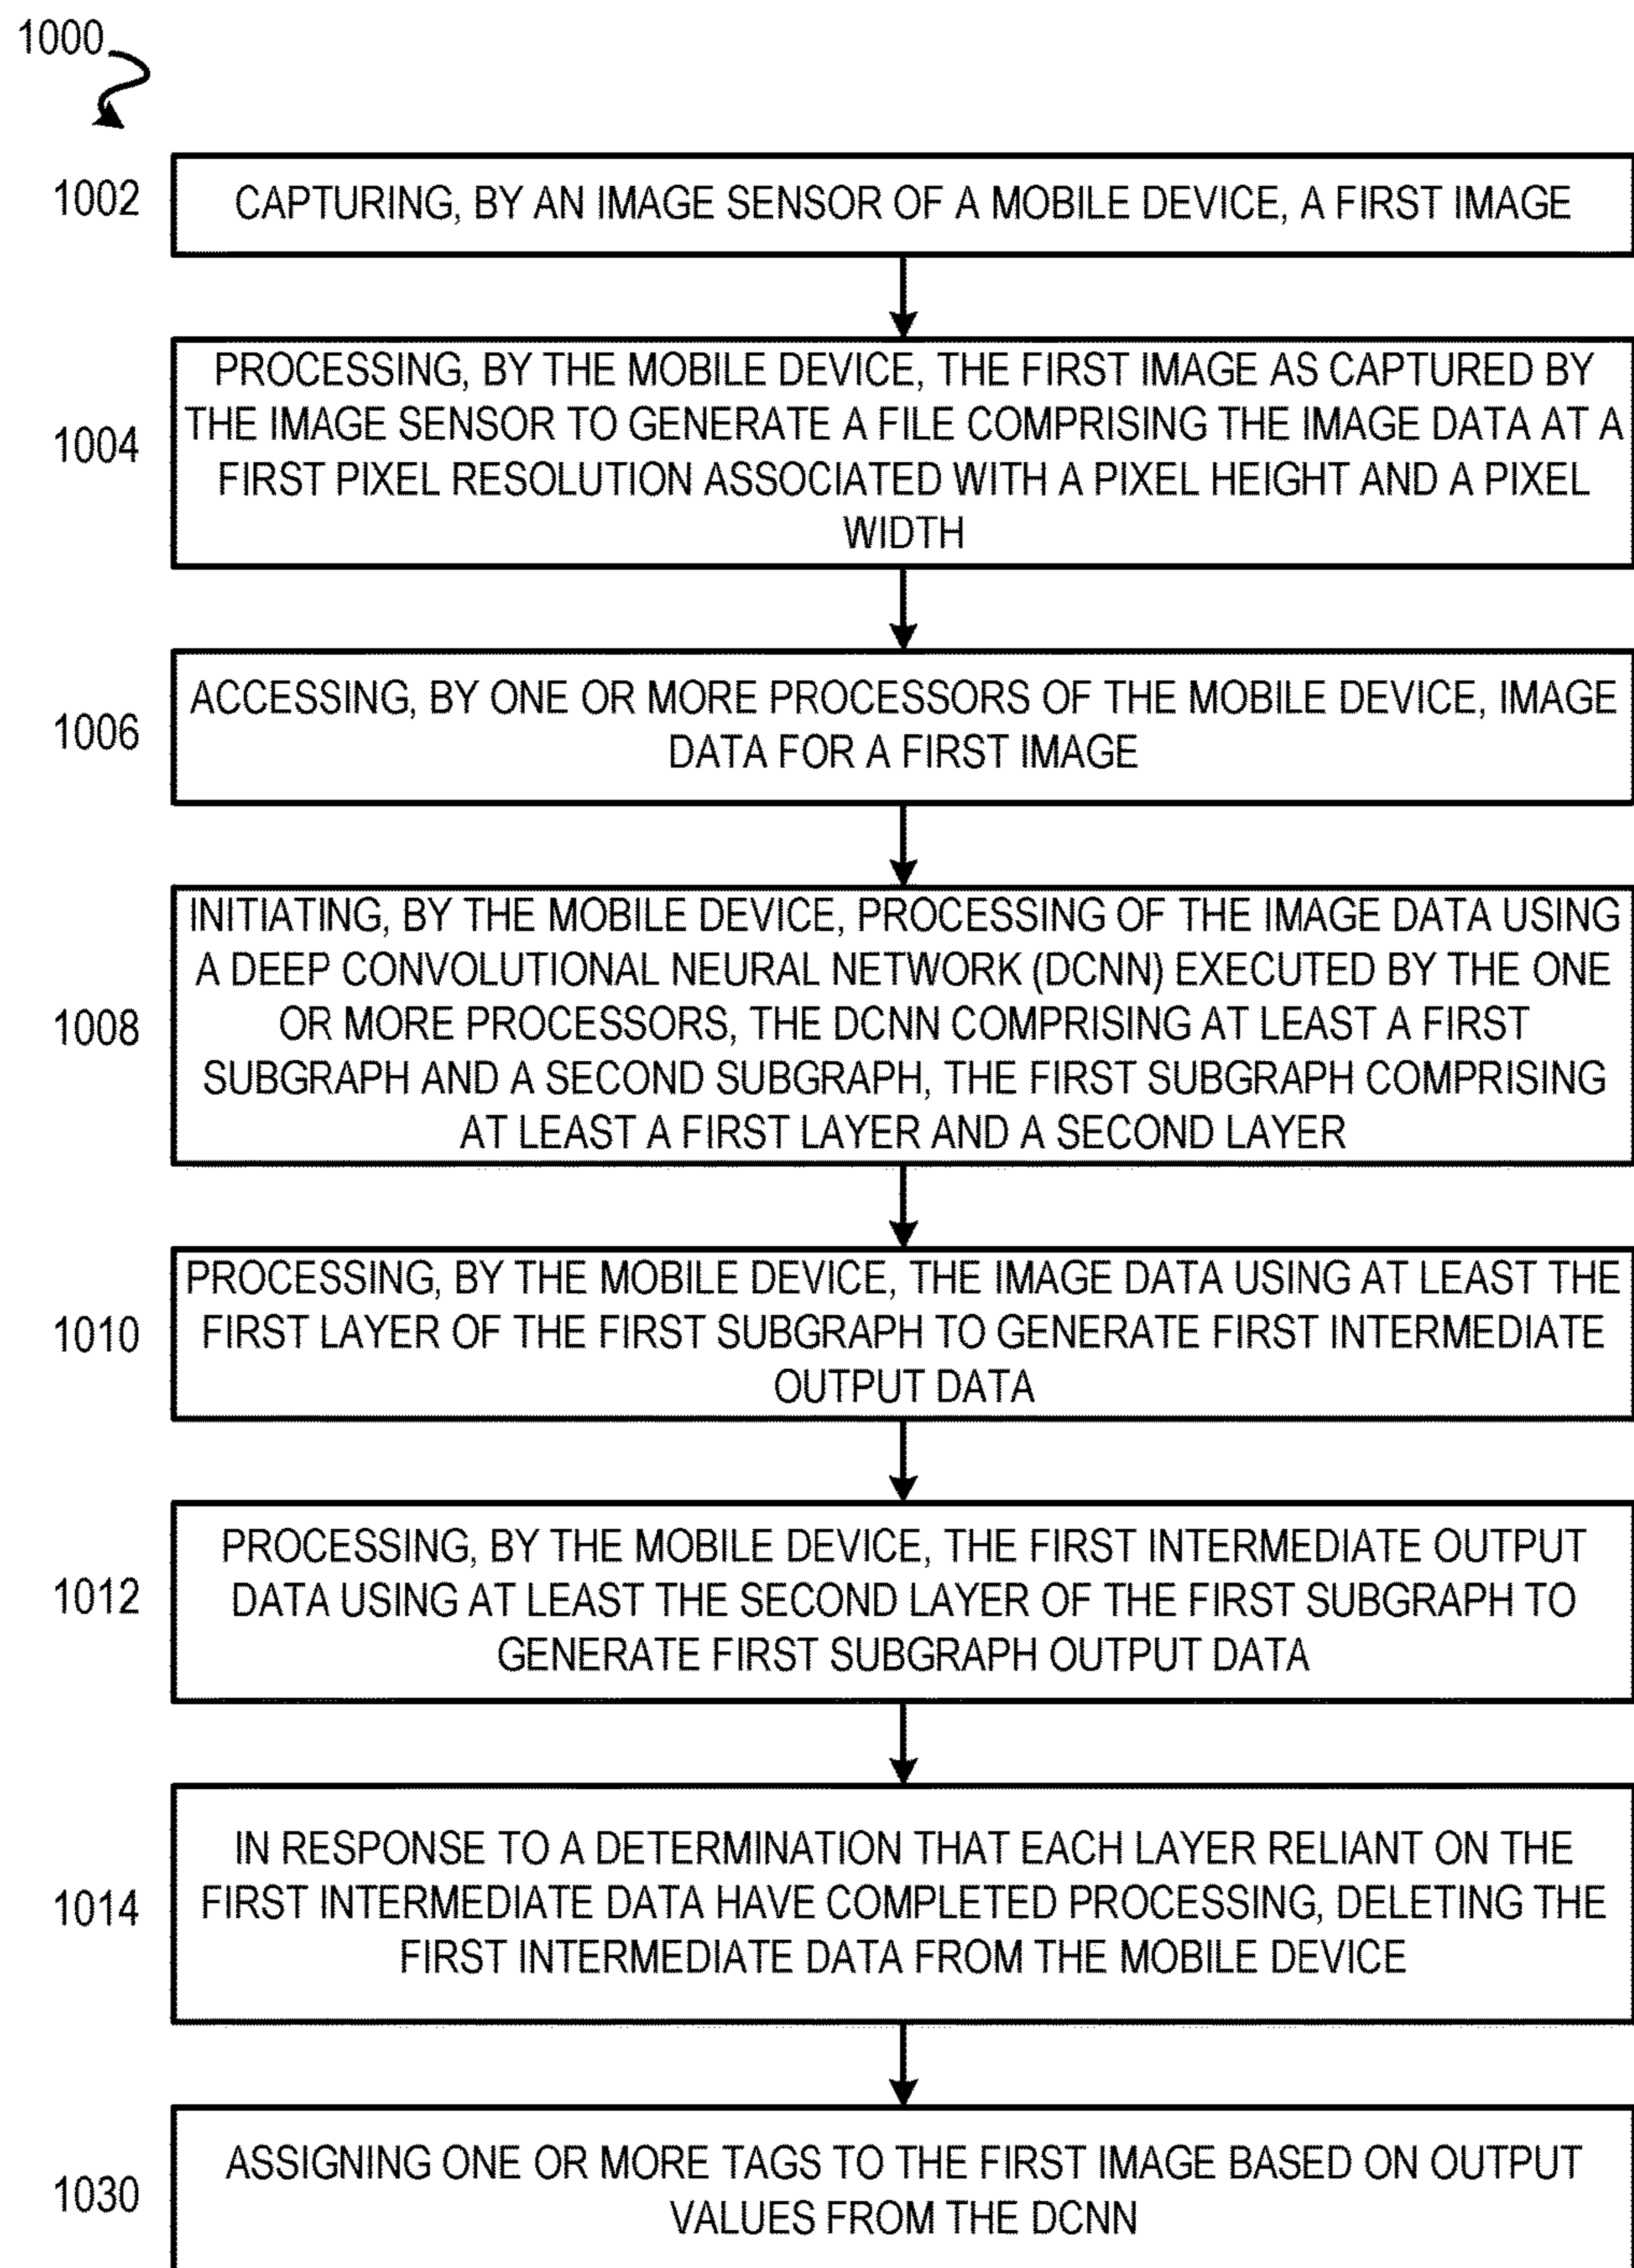 1000
1002
CAPTURING, BY AN IMAGE SENSOR OF A MOBILE DEVICE, A FIRST IMAGE
1004
PROCESSING, BY THE MOBILE DEVICE, THE FIRST IMAGE AS CAPTURED BY
THE IMAGE SENSOR TO GENERATE A FILE COMPRISING THE IMAGE DATA AT A
FIRST PIXEL RESOLUTION ASSOCIATED WITH A PIXEL HEIGHT AND A PIXEL
WIDTH
1006
ACCESSING, BY ONE OR MORE PROCESSORS OF THE MOBILE DEVICE, IMAGE
DATA FOR A FIRST IMAGE
1008
INITIATING, BY THE MOBILE DEVICE, PROCESSING OF THE IMAGE DATA USING
A DEEP CONVOLUTIONAL NEURAL NETWORK (DCNN) EXECUTED BY THE ONE
OR MORE PROCESSORS, THE DCNN COMPRISING AT LEAST A FIRST
SUBGRAPH AND A SECOND SUBGRAPH, THE FIRST SUBGRAPH COMPRISING
AT LEAST A FIRST LAYER AND A SECOND LAYER
1010
PROCESSING, BY THE MOBILE DEVICE, THE IMAGE DATA USING AT LEAST THE
FIRST LAYER OF THE FIRST SUBGRAPH TO GENERATE FIRST INTERMEDIATE
OUTPUT DATA
1012
PROCESSING, BY THE MOBILE DEVICE, THE FIRST INTERMEDIATE OUTPUT
DATA USING AT LEAST THE SECOND LAYER OF THE FIRST SUBGRAPH TO
GENERATE FIRST SUBGRAPH OUTPUT DATA
1014
IN RESPONSE TO A DETERMINATION THAT EACH LAYER RELIANT ON THE
FIRST INTERMEDIATE DATA HAVE COMPLETED PROCESSING, DELETING THE
FIRST INTERMEDIATE DATA FROM THE MOBILE DEVICE
1030
ASSIGNING ONE OR MORE TAGS TO THE FIRST IMAGE BASED ON OUTPUT
VALUES FROM THE DCNN